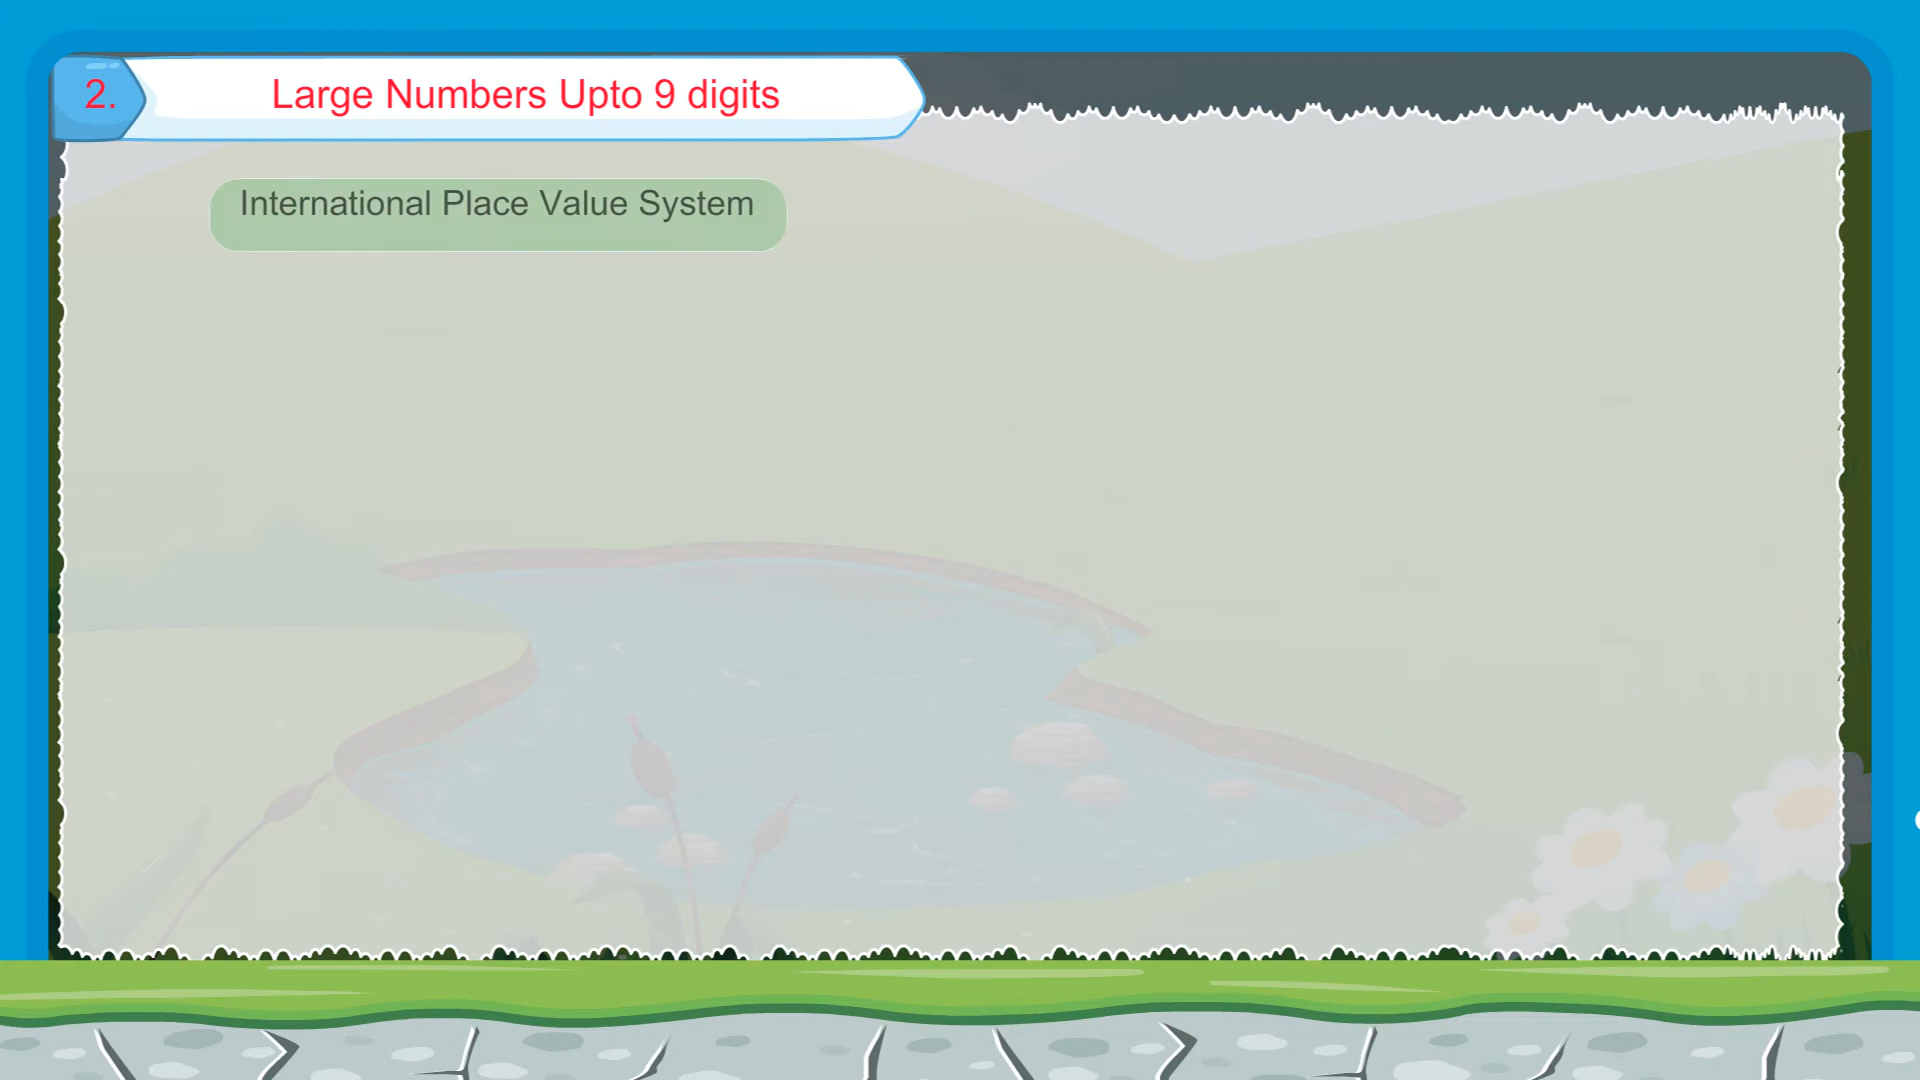 2.
Large Numbers Upto 9 digits
International Place Value System